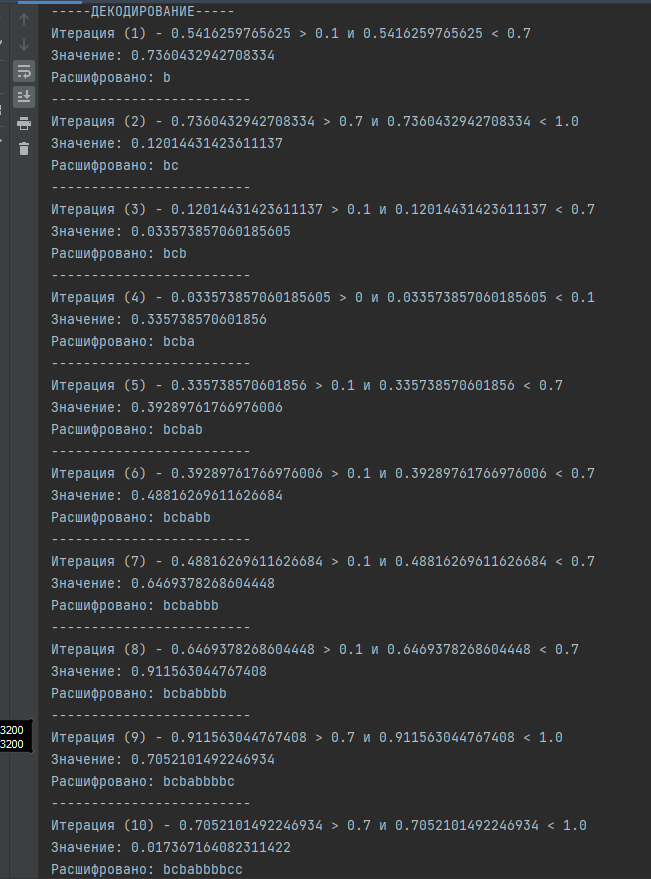 -----ДЕКОДИРОВАНИЕ-----
Итерация (1) - 0.5416259765625 > 0.1 и 0.5416259765625 < 0.7
Значение: 0.7360432942708334
Расшифровано: b
-------------------------
Итерация (2) - 0.7360432942708334 > 0.7 и 0.7360432942708334 < 1.0
Значение: 0.12014431423611137
Расшифровано: bc
-------------------------
Итерация (3) - 0.12014431423611137 > 0.1 и 0.12014431423611137 < 0.7
Значение: 0.033573857060185605
Расшифровано: bcb
-------------------------
Итерация (4) - 0.033573857060185605 > 0 и 0.033573857060185605 < 0.1
Значение: 0.335738570601856
Расшифровано: bcba
-------------------------
Итерация (5) - 0.335738570601856 > 0.1 и 0.335738570601856 < 0.7
Значение: 0.39289761766976006
Расшифровано: bcbab
-------------------------
Итерация (6) - 0.39289761766976006 > 0.1 и 0.39289761766976006 < 0.7
Значение: 0.48816269611626684
Расшифровано: bcbabb
-------------------------
Итерация (7) - 0.48816269611626684 > 0.1 и 0.48816269611626684 < 0.7
Значение: 0.6469378268604448
Расшифровано: bcbabbb
-------------------------
Итерация (8) - 0.6469378268604448 > 0.1 и 0.6469378268604448 < 0.7
Значение: 0.911563044767408
Расшифровано: bcbabbbb
-------------------------
3200
3200
Итерация (9) - 0.911563044767408 > 0.7 и 0.911563044767408 < 1.0
Значение: 0.7052101492246934
Расшифровано: bcbabbbbc
-------------------------
Итерация (10) - 0.7052101492246934 > 0.7 и 0.7052101492246934 < 1.0
Значение: 0.017367164082311422
Расшифровано: bcbabbbbcc